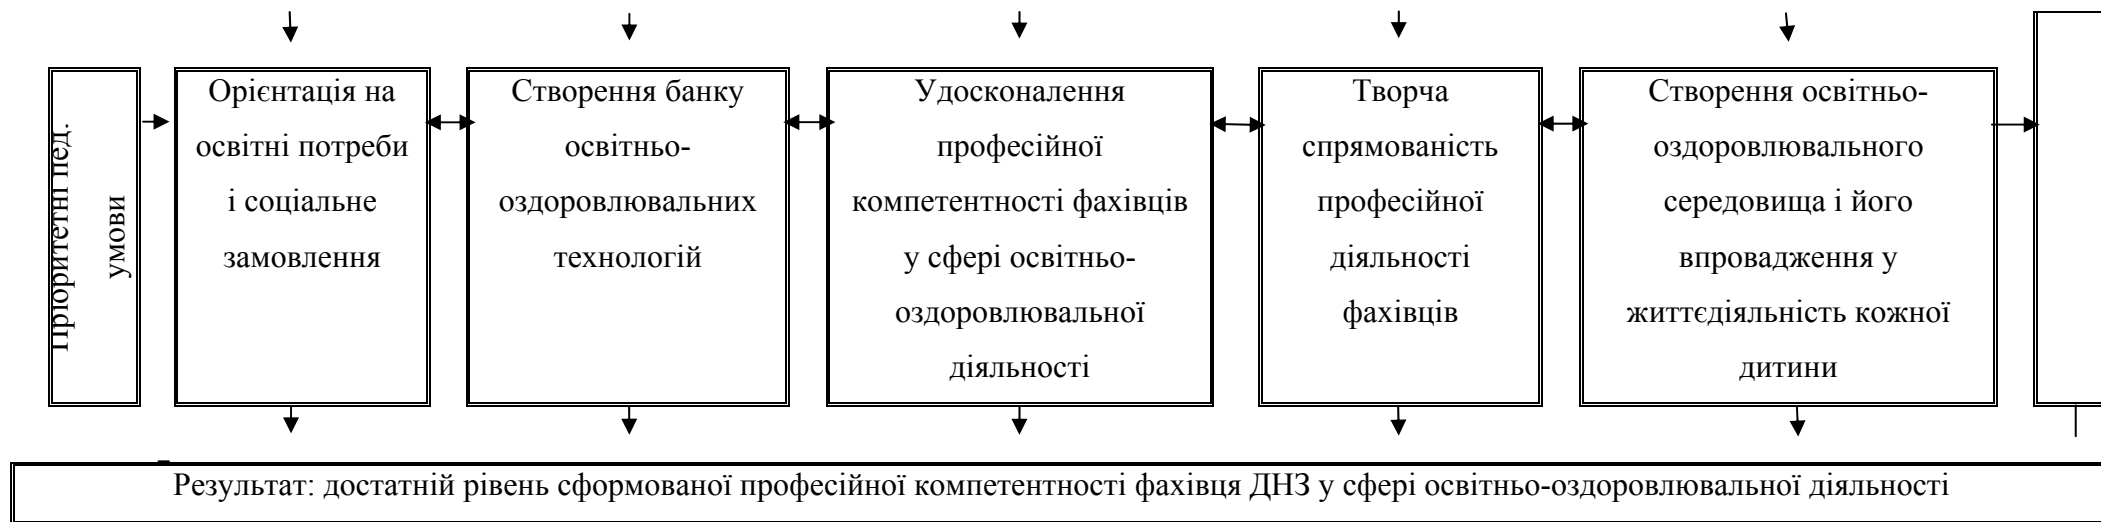 Пріоритетні пед.
умови
Орієнтація на
освітні потреби
і соціальне
замовлення
Створення банку
освітньо-
оздоровлювальних
технологій
Удосконалення
професійної
компетентності фахівців
у сфері освітньо-
оздоровлювальної
діяльності
Творча
спрямованість
професійної
діяльності
фахівців
Створення освітньо-
оздоровлювального
середовища і його
впровадження у
життєдіяльність кожної
дитини
Результат: достатній рівень сформованої професійної компетентності фахівця ДНЗ у сфері освітньо-оздоровлювальної діяльності